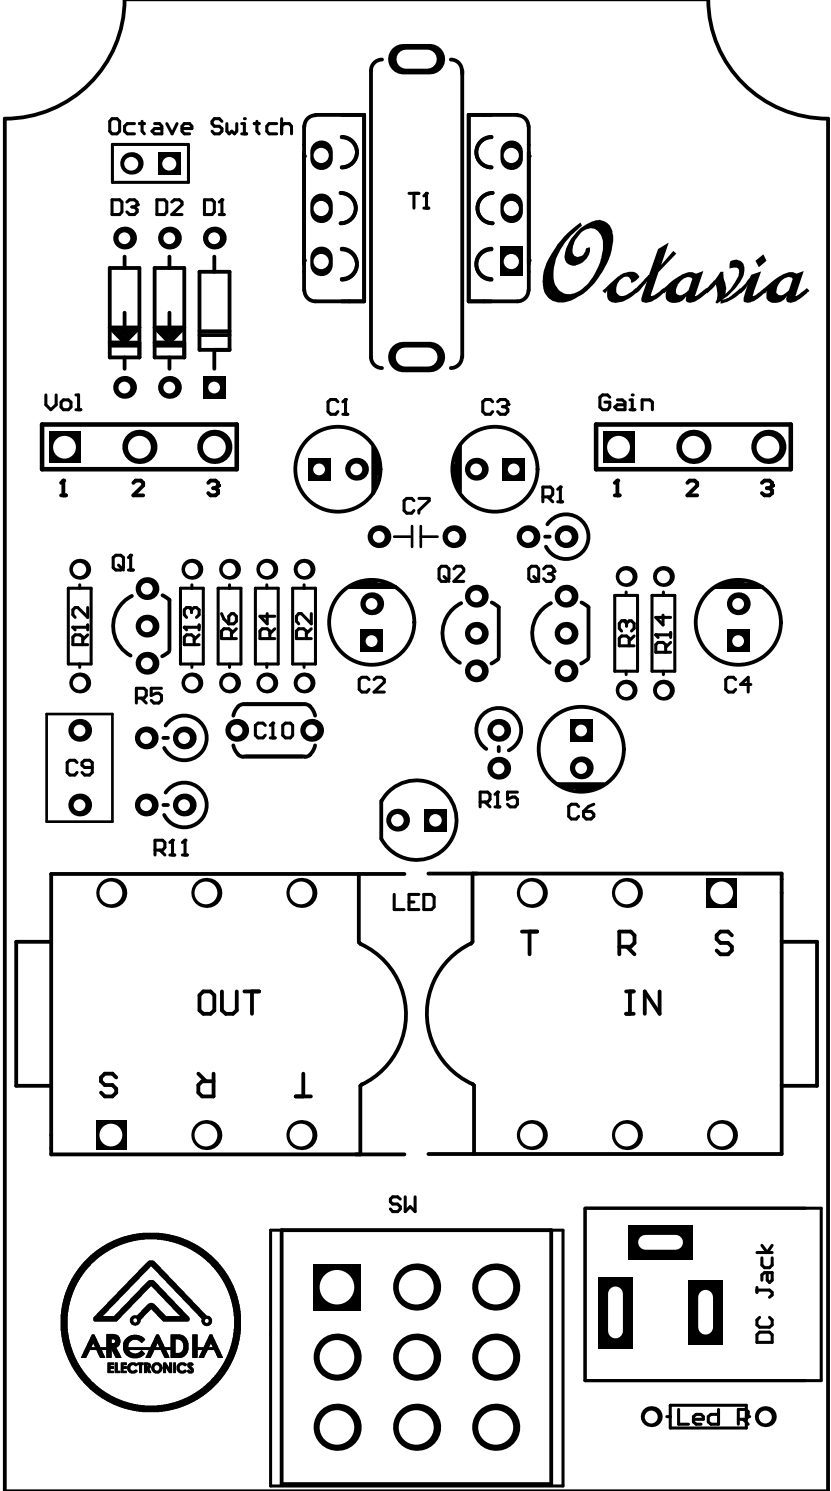 Octave Switch
D3 D2 D1
T1
Octavia
Vol
C1
C3
Gain
1 2 3
1 2 3
C7
R1
Q1
Q2
Q3
R12
R13
R6
R4
R2
R3
R14
R5
C2
C4
C10
C9
R15
C6
R11
LED
T R S
OUT
IN
S R T
SW
DC Jack
ARCADIA
ELECTRONICS
Led R